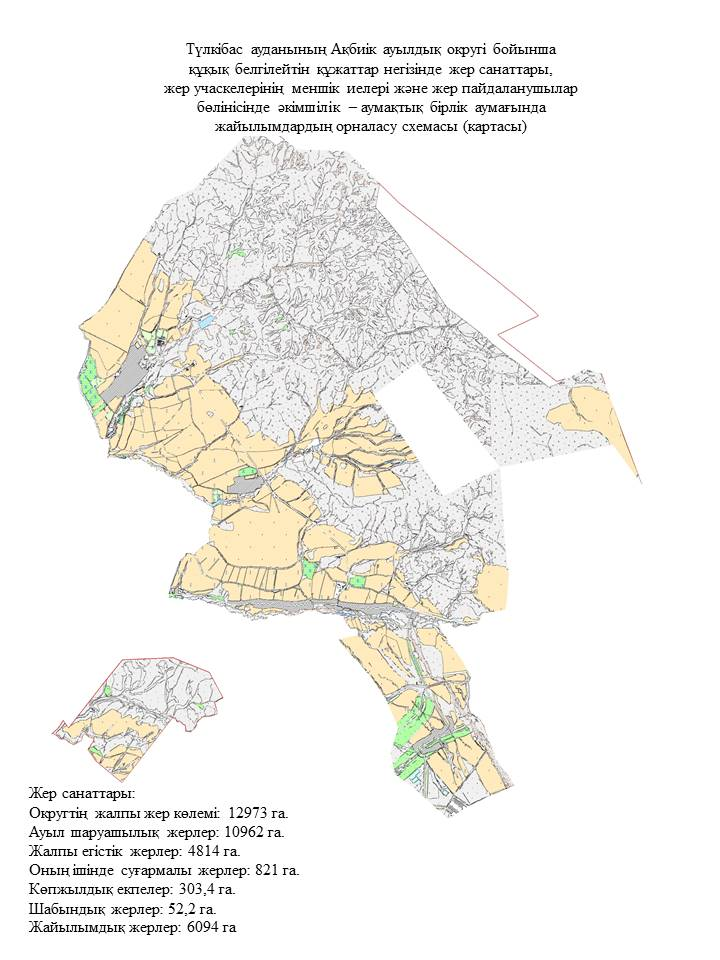 Түлкібас ауданының Ақбиік ауылдық округі бойынша
құқық белгілейтін құжаттар негізінде жер санаттары,
жер учаскелерінің меншік иелері және жер пайдаланушылар
бөлінісінде әкімшілік – аумақтық бірлік аумағында
жайылымдардың орналасу схемасы (картасы)
Жер санаттары:
Округтің жалпы жер көлемі: 12973 га.
Ауыл шаруашылық жерлер: 10962 га.
Жалпы егістік жерлер: 4814 га.
Оның ішінде суғармалы жерлер: 821 га.
Көпжылдық екпелер: 303,4 га.
Шабындық жерлер: 52,2 га.
Жайылымдық жерлер: 6094 га